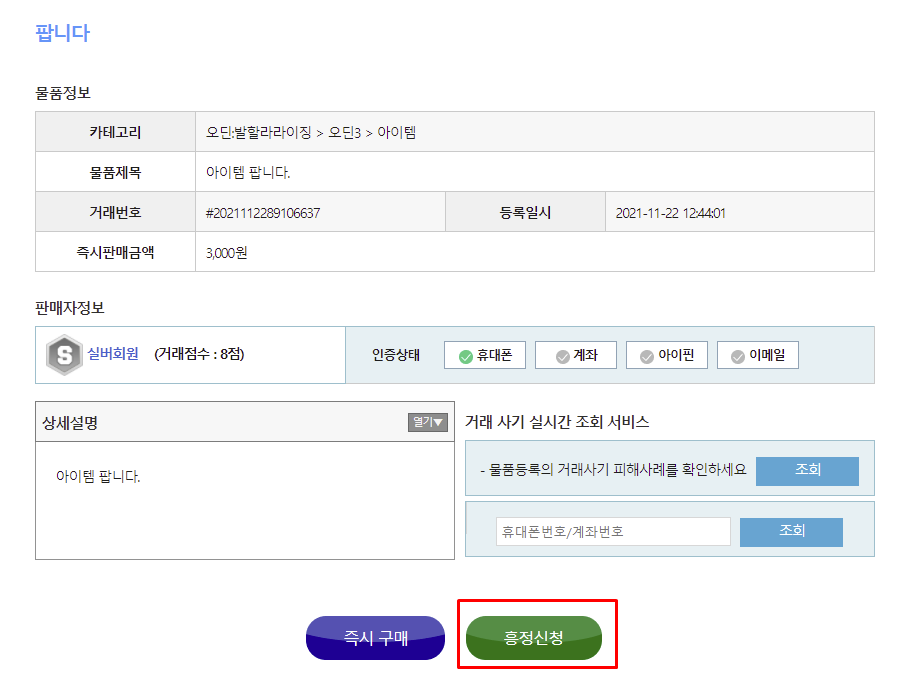 팝니다
물품정보
카테고리 오딘:발할라라이징 > 오딘3 > 아이템
물품제목 아이템 팝니다.
거래번호 #2021112289106637 등록일시 2021-11-22 12:44:01
즉시판매금액 3,000원
판매자정보
S 실버회원 (거래점수 : 8점) 인증상태 휴대폰 계좌 아이핀 이메일
상세설명 열기▼
아이템 팝니다.
거래 사기 실시간 조회 서비스
- 물품등록의 거래사기 피해사례를 확인하세요 조회
휴대폰번호/계좌번호 조회
즉시 구매 흥정신청